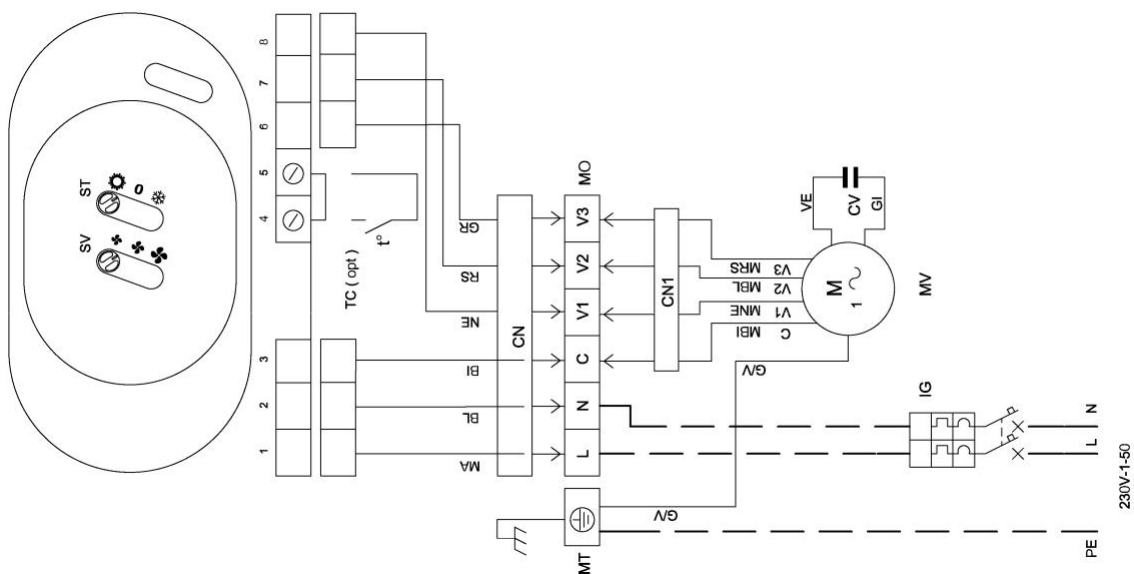 SV
ST
0
1
2
3
4
5
6
7
8
TC ( opt )
t°
MA
BL
BI
NE
RS
GR
CN
MO
L
N
C
V1
V2
V3
MT
CN1
G/V
G/V
C
V1
V2
V3
MBI
MNE
MBL
MRS
M
1
MV
VE
CV
GI
IG
PE
L
N
230V-1-50